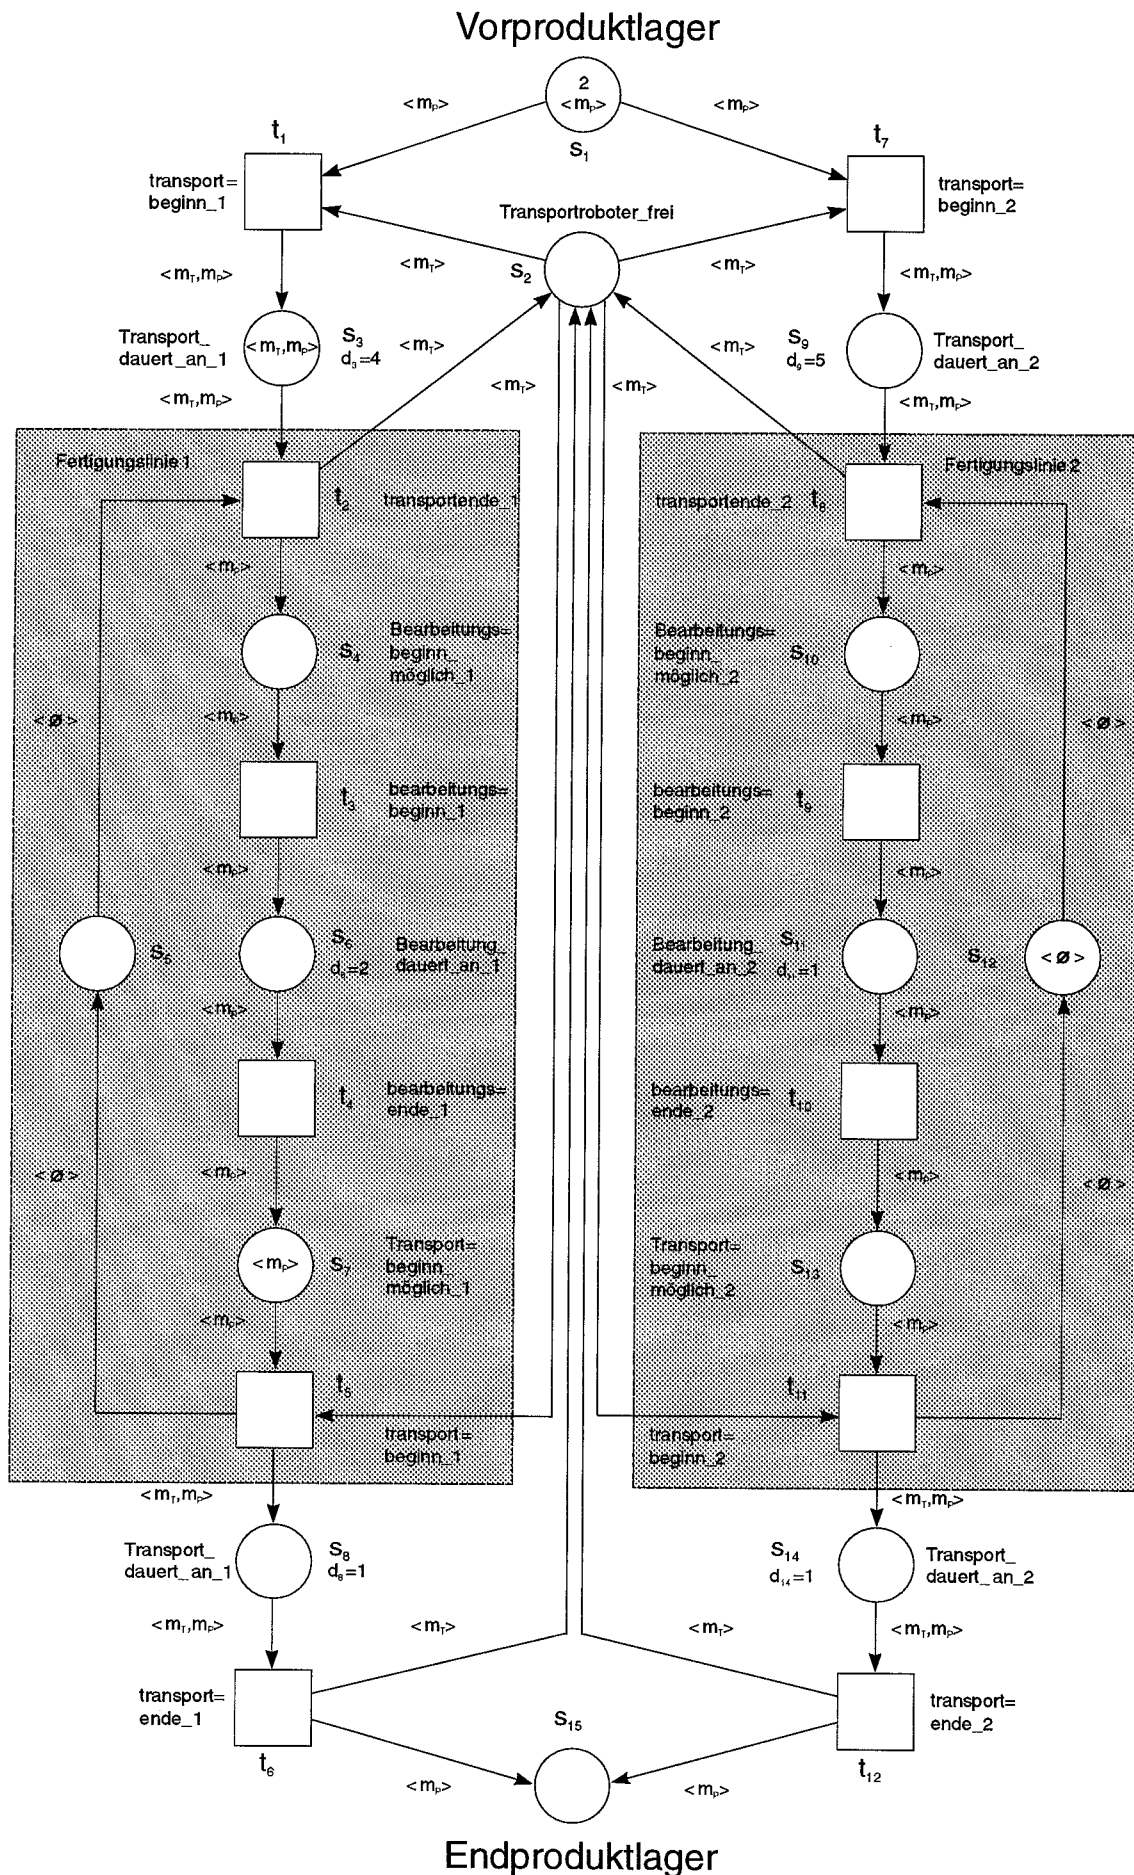 Vorproduktlager
2
<m_P>
<m_P> <m_P>
S_1
t_1 t_7
transport=
beginn_1
transport=
beginn_2
Transportroboter_frei
S_2
<m_T> <m_T>
<m_T,m_P> <m_T,m_P>
Transport_
dauert_an_1
<m_T,m_P>
S_3
d_3=4
<m_T> <m_T>
S_9
d_9=5
Transport_
dauert_an_2
<m_T> <m_T>
<m_T,m_P> <m_T,m_P>
Fertigungslinie 1 Fertigungslinie 2
t_2 transportende_1
transportende_2 t_8
<m_P> <m_P>
S_4
Bearbeitungs=
beginn_
möglich_1
Bearbeitungs=
beginn_
möglich_2
S_10
<m_P> <m_P>
<ø> <ø>
t_3
bearbeitungs=
beginn_1
bearbeitungs=
beginn_2
t_9
<m_P> <m_P>
S_5
S_6
d_6=2
Bearbeitung_
dauert_an_1
Bearbeitung_
dauert_an_2
S_11
d_11=1
S_12
<ø>
<m_P> <m_P>
t_4
bearbeitungs=
ende_1
bearbeitungs=
ende_2
t_10
<ø> <m_P> <m_P> <ø>
<m_P>
S_7
Transport=
beginn_
möglich_1
Transport=
beginn_
möglich_2
S_13
<m_P> <m_P>
t_5 t_11
transport=
beginn_1
transport=
beginn_2
<m_T,m_P> <m_T,m_P>
Transport_
dauert_an_1
S_8
d_8=1
S_14
d_14=1
Transport_
dauert_an_2
<m_T,m_P> <m_T> <m_T> <m_T,m_P>
transport=
ende_1
transport=
ende_2
t_6 S_15 t_12
<m_P> <m_P>
Endproduktlager